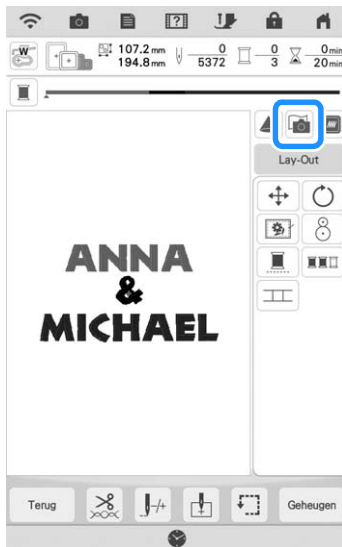 W
107.2 mm
194.8 mm
0
5372
0
3
0 min
20 min
Lay-Out
ANNA
&
MICHAEL
Terug
-/+
Geheugen